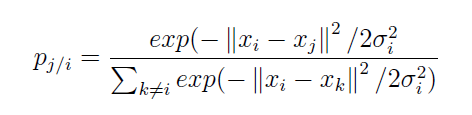 $p_{j/i} = \frac{exp(-\|x_i - x_j\|^2 / 2\sigma_i^2}{\sum_{k \neq i} exp(-\|x_i - x_k\|^2 / 2\sigma_i^2)}$